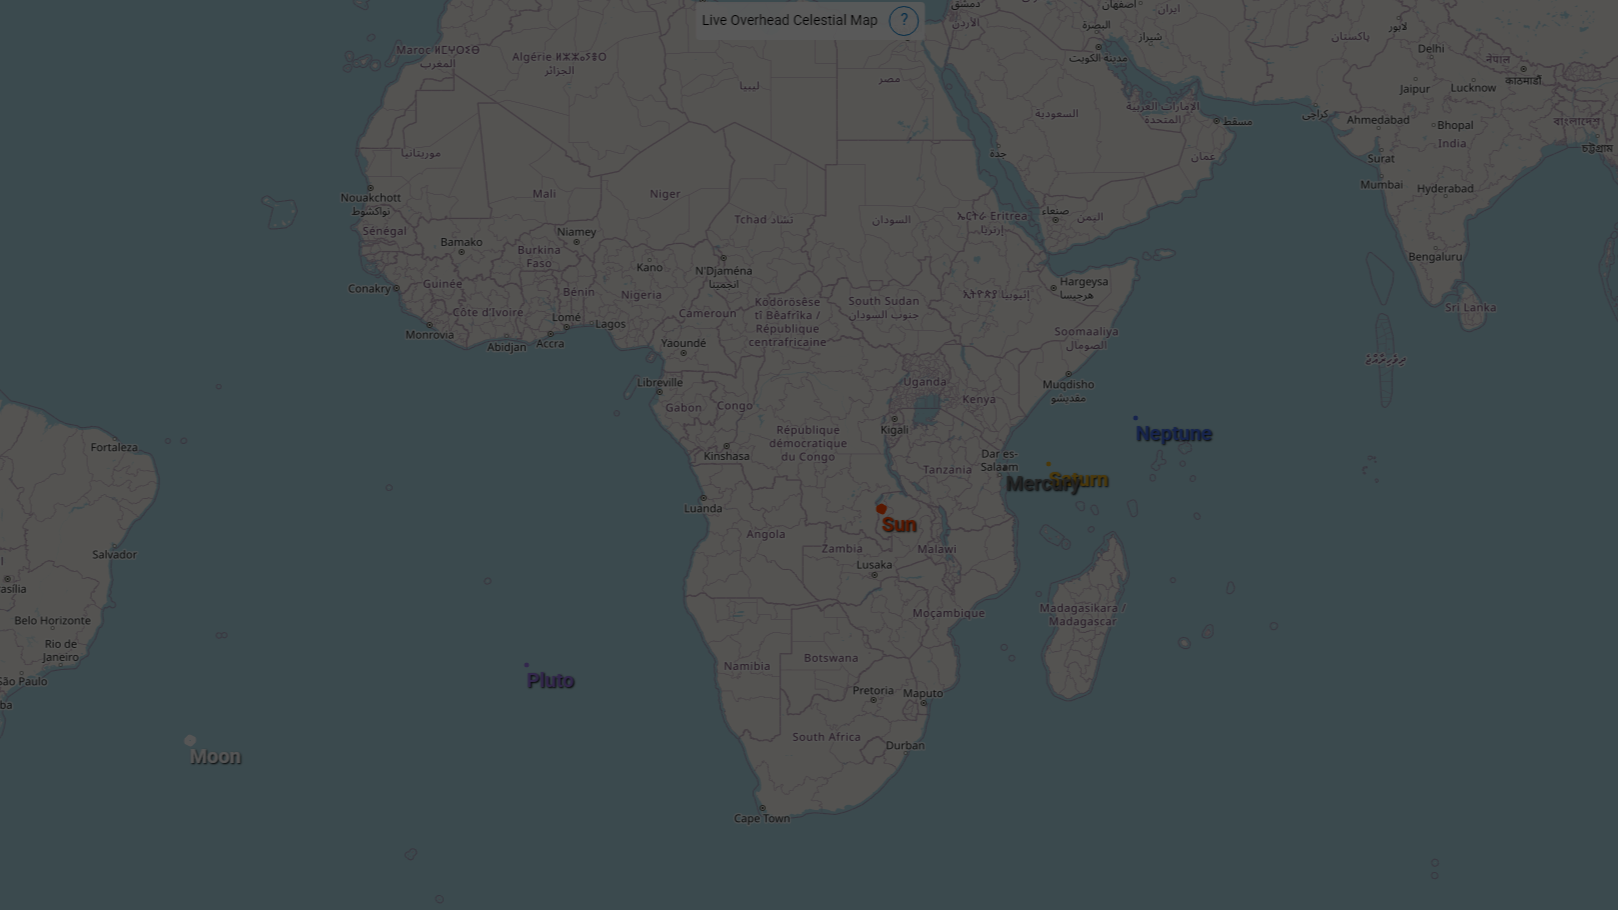 Live Overhead Celestial Map
?
دمشق
الأردن
اصفهان
ایران
البصرة
شیراز
مدينة الكويت
پاکستان
لاہور
Delhi
नेपाल
काठमाडौं
Jaipur
Lucknow
Maroc ⵍⵎⵖⵔⵉⴱ
المغرب
Algérie ⵍⵣⵣⴰⵢⴻⵔ
الجزائر
ليبيا
مصر
السعودية
الإمارات العربية
المتحدة
مسقط
کراچی
Ahmedabad
Bhopal
India
বাংলাদেশ
চট্টগ্রাম
موريتانيا
جدة
عمان
Surat
Mumbai
Hyderabad
Nouakchott
نواكشوط
Mali
Niger
Tchad تشاد
السودان
ኤርትራ Eritrea
إرتريا
صنعاء
اليمن
Sénégal
Bamako
Niamey
Burkina
Faso
Bengaluru
Kano
N'Djaména
انجمينا
Conakry
Guinée
Bénin
Nigeria
Ködörösêse
tî Bêafrîka /
République
centrafricaine
South Sudan
جنوب السودان
ኢትዮጵያ إثيوبيا
Hargeysa
هرجيسا
Sri Lanka
Côte d'Ivoire
Lomé
Lagos
Cameroun
Monrovia
Abidjan
Accra
Yaoundé
Soomaaliya
الصومال
ދިވެހިރާއްޖެ
Libreville
Uganda
Muqdisho
مقديشو
Gabon
Congo
Kenya
Kigali
Neptune
Fortaleza
République
démocratique
du Congo
Kinshasa
Dar es-
Salaam
Tanzania
Saturn
Mercury
Luanda
Sun
Angola
Zambia
Malawi
Salvador
Lusaka
asília
Belo Horizonte
Moçambique
Madagasikara /
Madagascar
Rio de
Janeiro
Namibia
Botswana
São Paulo
Pluto
Pretoria
Maputo
ba
South Africa
Durban
Moon
Cape Town